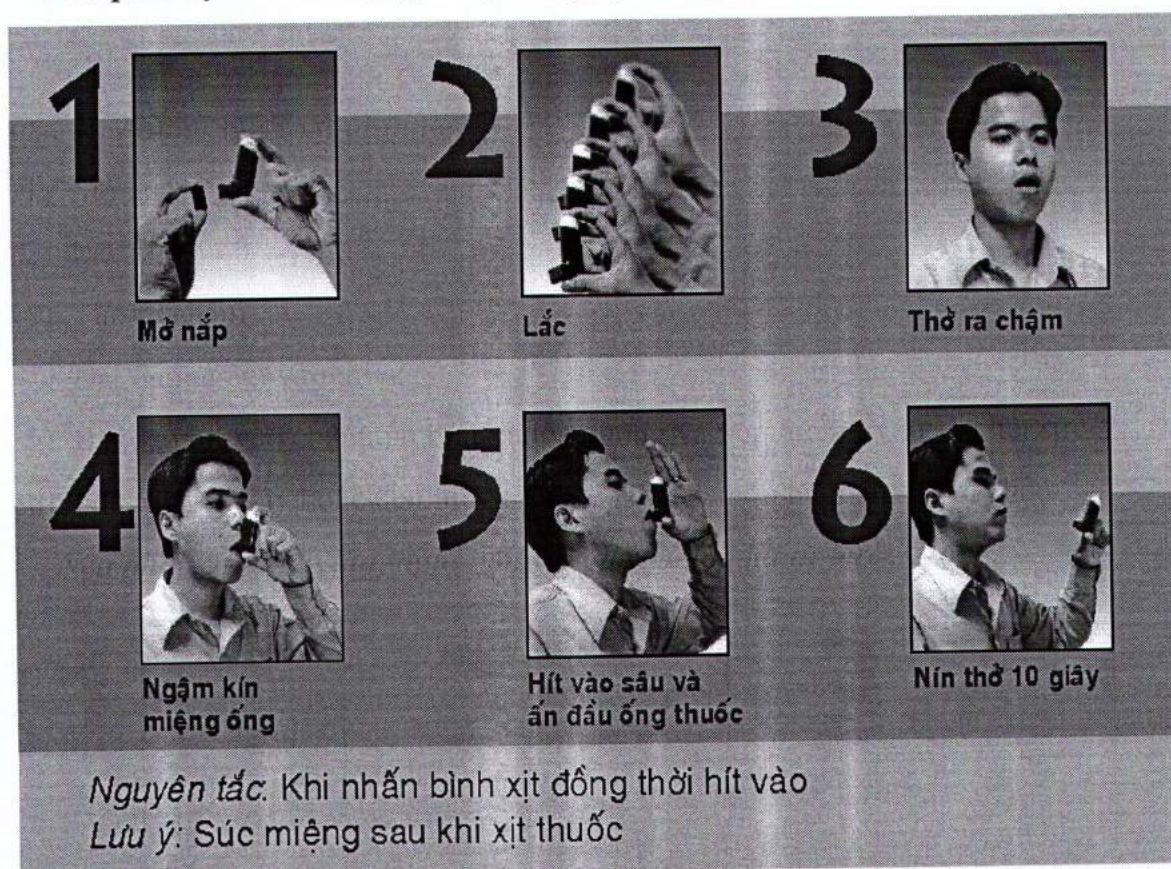 1
Mở nắp
2
Lắc
3
Thở ra chậm
4
Ngậm kín
miệng ống
5
Hít vào sâu và
ấn đầu ống thuốc
6
Nín thở 10 giây
Nguyên tắc: Khi nhấn bình xịt đồng thời hít vào
Lưu ý: Súc miệng sau khi xịt thuốc